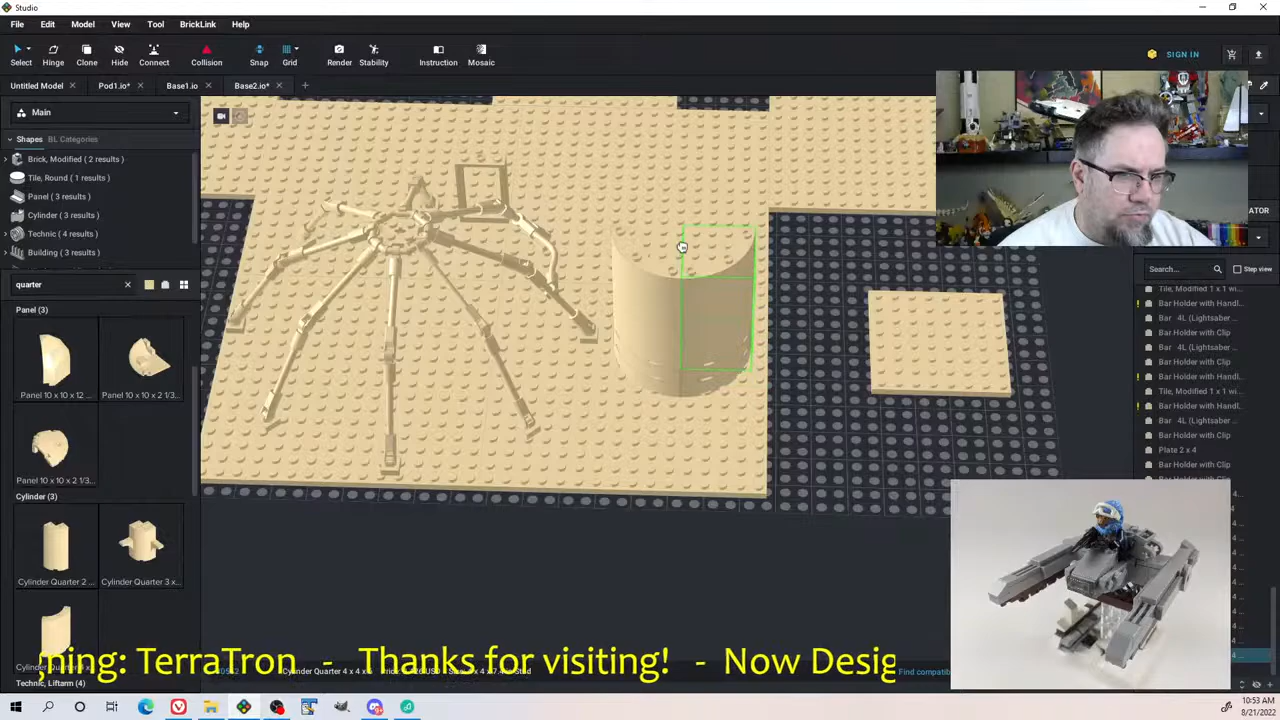 Studio
File Edit Model View Tool BrickLink Help
Select Hinge Clone Hide Connect Collision Snap Grid Render Stability Instruction Mosaic
SIGN IN
Untitled Model Pod1.io* Base1.io Base2.io*
Main
Shapes BL Categories
Brick, Modified ( 2 results )
Tile, Round ( 1 results )
Panel ( 3 results )
Cylinder ( 3 results )
Technic ( 4 results )
Building ( 3 results )
quarter
Panel (3)
Panel 10 x 10 x 12 Panel 10 x 10 x 2 1/3...
Panel 10 x 10 x 2 1/3...
Cylinder (3)
Cylinder Quarter 2 ... Cylinder Quarter 3 x...
Technic, Liftarm (4)
Search... Step view
Tile, Modified 1 x 1 wi...
Bar Holder with Handl...
Bar 4L (Lightsaber ...
Bar Holder with Clip
Bar 4L (Lightsaber ...
Bar Holder with Clip
Bar Holder with Handl...
Tile, Modified 1 x 1 wi...
Bar Holder with Handl...
Bar 4L (Lightsaber ...
Bar Holder with Clip
Plate 2 x 4
Bar Holder with Clip
ning: TerraTron - Thanks for visiting! - Now Desig
Cylinder Quarter 4 x 4 x
Find compatib
10:53 AM
8/21/2022